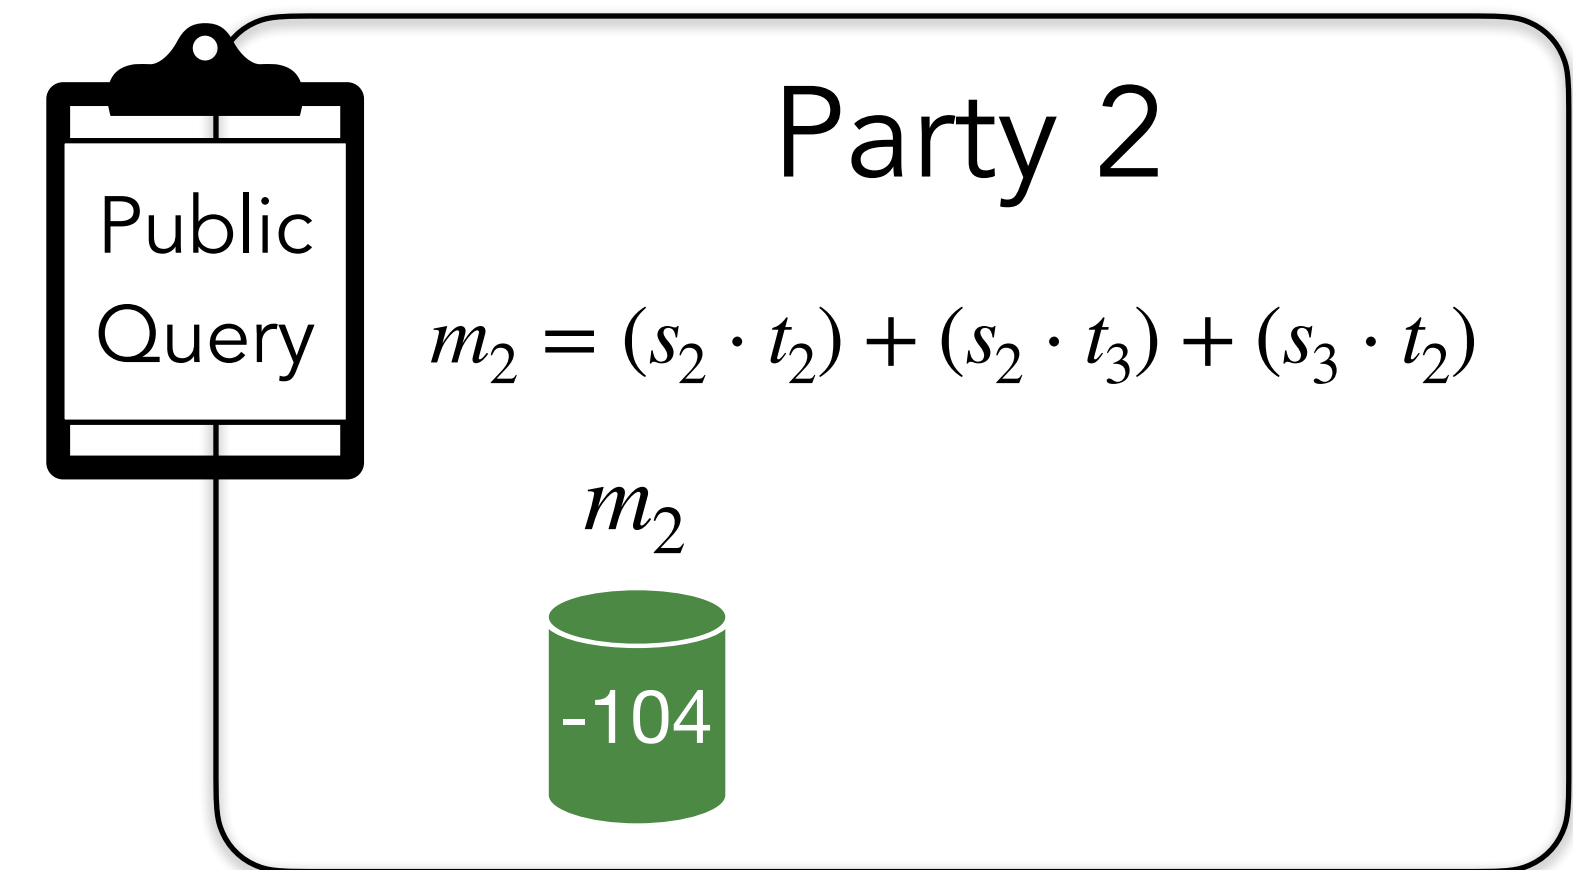 Party 2
Public
Query
m₂ = (s₂ · t₂) + (s₂ · t₃) + (s₃ · t₂)
m₂
-104